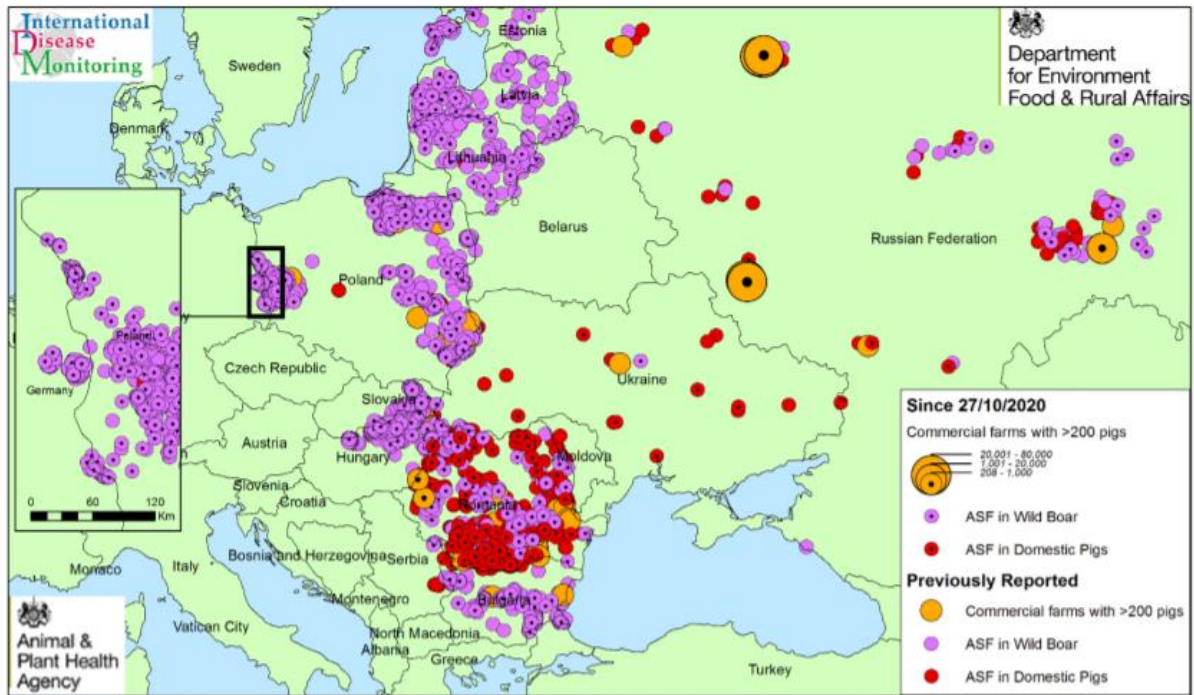 International
Disease
Monitoring
Department
for Environment
Food & Rural Affairs
Estonia
Sweden
Latvia
Denmark
Lithuania
Belarus
Russian Federation
Poland
Poland
Germany
Czech Republic
Ukraine
Slovakia
Austria
Hungary
Moldova
Slovenia
Croatia
Romania
0 60 120
Km
Bosnia and Herzegovina
Serbia
Monaco
Italy
Montenegro
Bulgaria
Vatican City
North Macedonia
Albania
Greece
Turkey
Since 27/10/2020
Commercial farms with >200 pigs
20,001 - 80,000
1,001 - 20,000
208 - 1,000
ASF in Wild Boar
ASF in Domestic Pigs
Previously Reported
Commercial farms with >200 pigs
ASF in Wild Boar
ASF in Domestic Pigs
Animal &
Plant Health
Agency